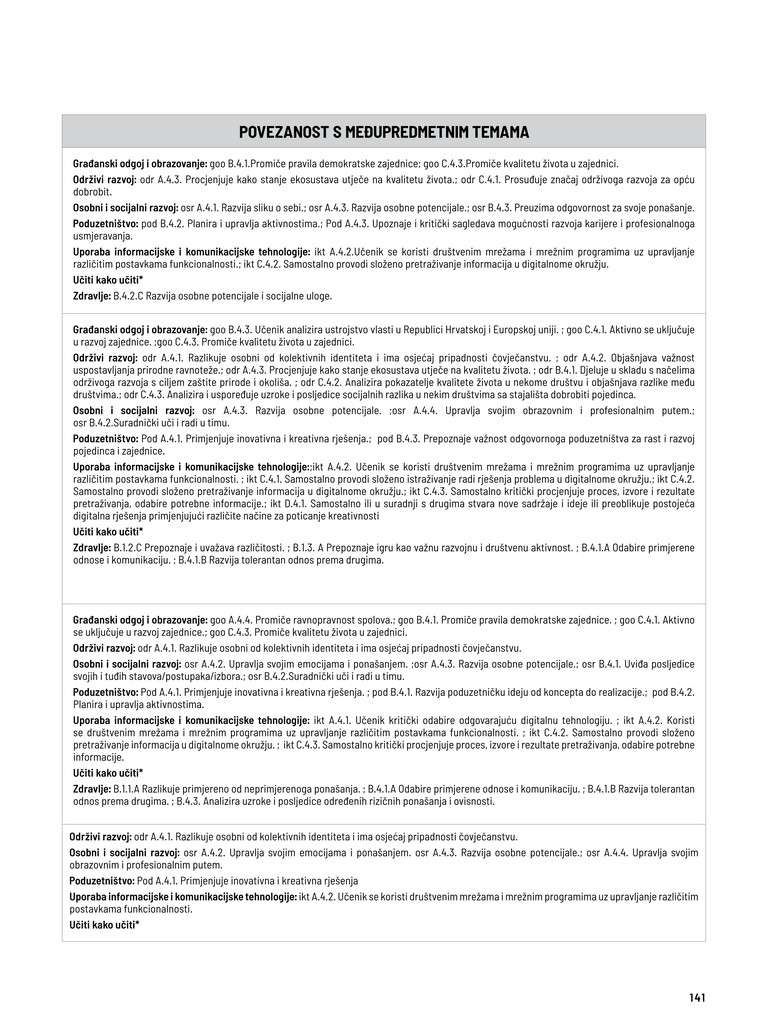 POVEZANOST S MEĐUPREDMETNIM TEMAMA
Građanski odgoj i obrazovanje: goo B.4.1.Promiče pravila demokratske zajednice; goo C.4.3.Promiče kvalitetu života u zajednici.
Održivi razvoj: odr A.4.3. Procjenjuje kako stanje ekosustava utječe na kvalitetu života.; odr C.4.1. Prosuđuje značaj održivoga razvoja za opću
dobrobit.
Osobni i socijalni razvoj: osr A.4.1. Razvija sliku o sebi.; osr A.4.3. Razvija osobne potencijale.; osr B.4.3. Preuzima odgovornost za svoje ponašanje.
Poduzetništvo: pod B.4.2. Planira i upravlja aktivnostima.; Pod A.4.3. Upoznaje i kritički sagledava mogućnosti razvoja karijere i profesionalnoga
usmjeravanja.
Uporaba informacijske i komunikacijske tehnologije: ikt A.4.2.Učenik se koristi društvenim mrežama i mrežnim programima uz upravljanje
različitim postavkama funkcionalnosti.; ikt C.4.2. Samostalno provodi složeno pretraživanje informacija u digitalnome okružju.
Učiti kako učiti*
Zdravlje: B.4.2.C Razvija osobne potencijale i socijalne uloge.
Građanski odgoj i obrazovanje: goo B.4.3. Učenik analizira ustrojstvo vlasti u Republici Hrvatskoj i Europskoj uniji. ; goo C.4.1. Aktivno se uključuje
u razvoj zajednice. ;goo C.4.3. Promiče kvalitetu života u zajednici.
Održivi razvoj: odr A.4.1. Razlikuje osobni od kolektivnih identiteta i ima osjećaj pripadnosti čovječanstvu. ; odr A.4.2. Objašnjava važnost
uspostavljanja prirodne ravnoteže.; odr A.4.3. Procjenjuje kako stanje ekosustava utječe na kvalitetu života. ; odr B.4.1. Djeluje u skladu s načelima
održivoga razvoja s ciljem zaštite prirode i okoliša. ; odr C.4.2. Analizira pokazatelje kvalitete života u nekome društvu i objašnjava razlike među
društvima.; odr C.4.3. Analizira i uspoređuje uzroke i posljedice socijalnih razlika u nekim društvima sa stajališta dobrobiti pojedinca.
Osobni i socijalni razvoj: osr A.4.3. Razvija osobne potencijale. ;osr A.4.4. Upravlja svojim obrazovnim i profesionalnim putem.;
osr B.4.2.Suradnički uči i radi u timu.
Poduzetništvo: Pod A.4.1. Primjenjuje inovativna i kreativna rješenja.; pod B.4.3. Prepoznaje važnost odgovornoga poduzetništva za rast i razvoj
pojedinca i zajednice.
Uporaba informacijske i komunikacijske tehnologije:;ikt A.4.2. Učenik se koristi društvenim mrežama i mrežnim programima uz upravljanje
različitim postavkama funkcionalnosti. ; ikt C.4.1. Samostalno provodi složeno istraživanje radi rješenja problema u digitalnome okružju.; ikt C.4.2.
Samostalno provodi složeno pretraživanje informacija u digitalnome okružju.; ikt C.4.3. Samostalno kritički procjenjuje proces, izvore i rezultate
pretraživanja, odabire potrebne informacije.; ikt D.4.1. Samostalno ili u suradnji s drugima stvara nove sadržaje i ideje ili preoblikuje postojeća
digitalna rješenja primjenjujući različite načine za poticanje kreativnosti
Učiti kako učiti*
Zdravlje: B.1.2.C Prepoznaje i uvažava različitosti. ; B.1.3. A Prepoznaje igru kao važnu razvojnu i društvenu aktivnost. ; B.4.1.A Odabire primjerene
odnose i komunikaciju. ; B.4.1.B Razvija tolerantan odnos prema drugima.
Građanski odgoj i obrazovanje: goo A.4.4. Promiče ravnopravnost spolova.; goo B.4.1. Promiče pravila demokratske zajednice. ; goo C.4.1. Aktivno
se uključuje u razvoj zajednice.; goo C.4.3. Promiče kvalitetu života u zajednici.
Održivi razvoj: odr A.4.1. Razlikuje osobni od kolektivnih identiteta i ima osjećaj pripadnosti čovječanstvu.
Osobni i socijalni razvoj: osr A.4.2. Upravlja svojim emocijama i ponašanjem. ;osr A.4.3. Razvija osobne potencijale.; osr B.4.1. Uviđa posljedice
svojih i tuđih stavova/postupaka/izbora.; osr B.4.2.Suradnički uči i radi u timu.
Poduzetništvo: Pod A.4.1. Primjenjuje inovativna i kreativna rješenja. ; pod B.4.1. Razvija poduzetničku ideju od koncepta do realizacije.; pod B.4.2.
Planira i upravlja aktivnostima.
Uporaba informacijske i komunikacijske tehnologije: ikt A.4.1. Učenik kritički odabire odgovarajuću digitalnu tehnologiju. ; ikt A.4.2. Koristi
se društvenim mrežama i mrežnim programima uz upravljanje različitim postavkama funkcionalnosti. ; ikt C.4.2. Samostalno provodi složeno
pretraživanje informacija u digitalnome okružju. ; ikt C.4.3. Samostalno kritički procjenjuje proces, izvore i rezultate pretraživanja, odabire potrebne
informacije.
Učiti kako učiti*
Zdravlje: B.1.1.A Razlikuje primjereno od neprimjerenoga ponašanja. ; B.4.1.A Odabire primjerene odnose i komunikaciju. ; B.4.1.B Razvija tolerantan
odnos prema drugima. ; B.4.3. Analizira uzroke i posljedice određenih rizičnih ponašanja i ovisnosti.
Održivi razvoj: odr A.4.1. Razlikuje osobni od kolektivnih identiteta i ima osjećaj pripadnosti čovječanstvu.
Osobni i socijalni razvoj: osr A.4.2. Upravlja svojim emocijama i ponašanjem. osr A.4.3. Razvija osobne potencijale.; osr A.4.4. Upravlja svojim
obrazovnim i profesionalnim putem.
Poduzetništvo: Pod A.4.1. Primjenjuje inovativna i kreativna rješenja
Uporaba informacijske i komunikacijske tehnologije: ikt A.4.2. Učenik se koristi društvenim mrežama i mrežnim programima uz upravljanje različitim
postavkama funkcionalnosti.
Učiti kako učiti*
141